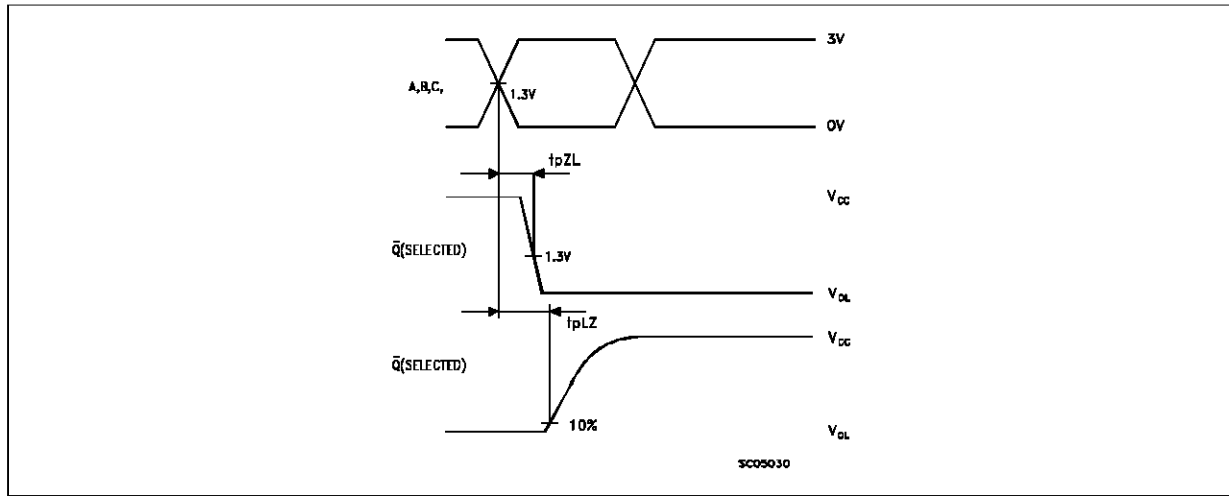 3V
A,B,C,
1.3V
0V
tpZL
VCC
Q̄(SELECTED)
1.3V
VOL
tpLZ
VCC
Q̄(SELECTED)
10%
VOL
SC05030